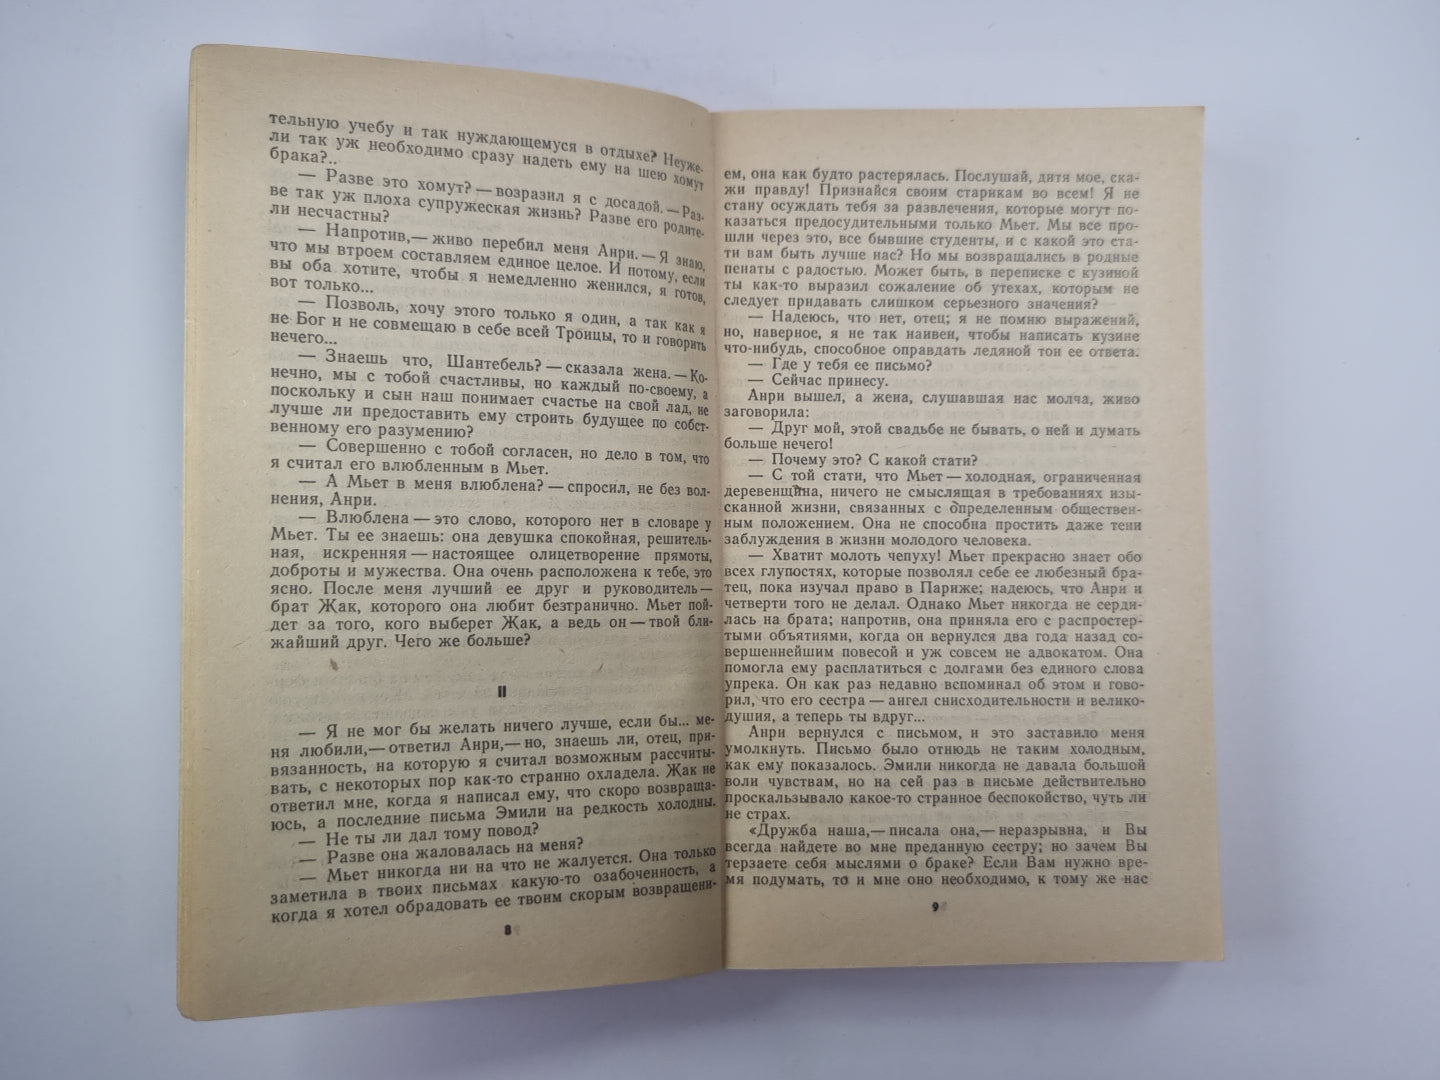 тельную учебу и так нуждающемуся в отдыхе? Неуже-
ли так уж необходимо сразу надеть ему на шею хомут
брака?..
— Разве это хомут? — возразил я с досадой. — Раз-
ве так уж плоха супружеская жизнь? Разве его родите-
ли несчастны?
— Напротив,— живо перебил меня Анри.— Я знаю,
что мы втроем составляем единое целое. И потому, если
вы оба хотите, чтобы я немедленно женился, я готов,
вот только...
— Позволь, хочу этого только я один, а так как я
не Бог и не совмещаю в себе всей Троицы, то и говорить
нечего...
— Знаешь что, Шантебель? — сказала жена. — Ко-
нечно, мы с тобой счастливы, но каждый по-своему, а
поскольку и сын наш понимает счастье на свой лад, не
лучше ли предоставить ему строить будущее по собст-
венному его разумению?
— Совершенно с тобой согласен, но дело в том, что
я считал его влюбленным в Мьет.
— А Мьет в меня влюблена? — спросил, не без вол-
нения, Анри.
— Влюблена — это слово, которого нет в словаре у
Мьет. Ты ее знаешь: она девушка спокойная, решитель-
ная, искренняя — настоящее олицетворение прямоты,
доброты и мужества. Она очень расположена к тебе, это
ясно. После меня лучший ее друг и руководитель —
брат Жак, которого она любит безгранично. Мьет пой-
дет за того, кого выберет Жак, а ведь он — твой бли-
жайший друг. Чего же больше?
II
— Я не мог бы желать ничего лучше, если бы... ме-
ня любили,— ответил Анри,— но, знаешь ли, отец, при-
вязанность, на которую я считал возможным рассчиты-
вать, с некоторых пор как-то странно охладела. Жак не
ответил мне, когда я написал ему, что скоро возвраща-
юсь, а последние письма Эмили на редкость холодны.
— Не ты ли дал тому повод?
— Разве она жаловалась на меня?
— Мьет никогда ни на что не жалуется. Она только
заметила в твоих письмах какую-то озабоченность, а
когда я хотел обрадовать ее твоим скорым возвращени-
8
ем, она как будто растерялась. Послушай, дитя мое, ска-
жи правду! Признайся своим старикам во всем! Я не
стану осуждать тебя за развлечения, которые могут по-
казаться предосудительными только Мьет. Мы все про-
шли через это, все бывшие студенты, и с какой это ста-
ти вам быть лучше нас? Но мы возвращались в родные
пенаты с радостью. Может быть, в переписке с кузиной
ты как-то выразил сожаление об утехах, которым не
следует придавать слишком серьезного значения?
— Надеюсь, что нет, отец; я не помню выражений,
но, наверное, я не так наивен, чтобы написать кузине
что-нибудь, способное оправдать ледяной тон ее ответа.
— Где у тебя ее письмо?
— Сейчас принесу.
Анри вышел, а жена, слушавшая нас молча, живо
заговорила:
— Друг мой, этой свадьбе не бывать, о ней и думать
больше нечего!
— Почему это? С какой стати?
— С той стати, что Мьет — холодная, ограниченная
деревенщина, ничего не смыслящая в требованиях изы-
сканной жизни, связанных с определенным обществен-
ным положением. Она не способна простить даже тени
заблуждения в жизни молодого человека.
— Хватит молоть чепуху! Мьет прекрасно знает обо
всех глупостях, которые позволял себе ее любезный бра-
тец, пока изучал право в Париже; надеюсь, что Анри и
четверти того не делал. Однако Мьет никогда не серди-
лась на брата; напротив, она приняла его с распростер-
тыми объятиями, когда он вернулся два года назад со-
вершеннейшим повесой и уж совсем не адвокатом. Она
помогла ему расплатиться с долгами без единого слова
упрека. Он как раз недавно вспоминал об этом и гово-
рил, что его сестра — ангел снисходительности и велико-
душия, а теперь ты вдруг...
Анри вернулся с письмом, и это заставило меня
умолкнуть. Письмо было отнюдь не таким холодным,
как ему показалось. Эмили никогда не давала большой
воли чувствам, но на сей раз в письме действительно
проскальзывало какое-то странное беспокойство, чуть ли
не страх.
«Дружба наша,— писала она,— неразрывна, и Вы
всегда найдете во мне преданную сестру; но зачем Вы
терзаете себя мыслями о браке? Если Вам нужно вре-
мя подумать, то и мне оно необходимо, к тому же нас
9